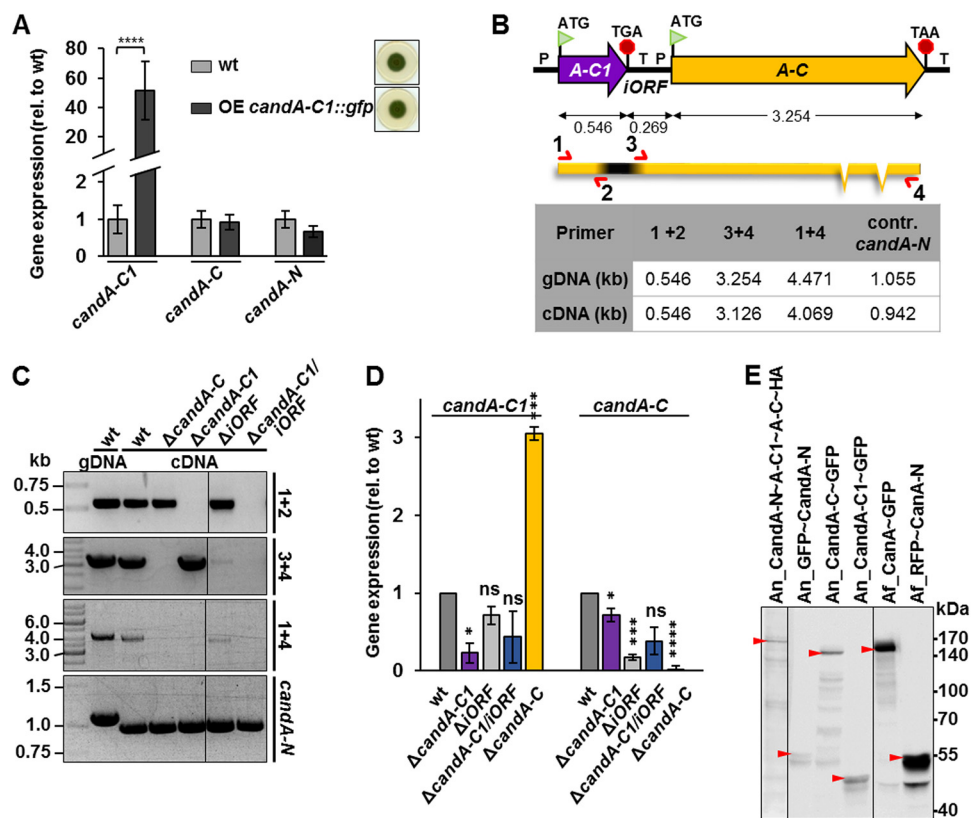 A
Gene expression (rel. to wt)
80
60
40
20
2
1
0
****
wt
OE candA-C1::gfp
candA-C1
candA-C
candA-N
B
ATG
TGA
ATG
TAA
P
A-C1
T
P
A-C
T
iORF
0.546
0.269
3.254
1
3
2
4
Primer 1 +2 3+4 1+4 contr. candA-N
gDNA (kb) 0.546 3.254 4.471 1.055
cDNA (kb) 0.546 3.126 4.069 0.942
C
wt
wt
ΔcandA-C
ΔcandA-C1
ΔiORF
ΔcandA-C1/
iORF
kb
gDNA
cDNA
0.75
0.5
1+2
4.0
3.0
3+4
6.0
4.0
3.0
1+4
1.5
1.0
0.75
candA-N
D
Gene expression (rel. to wt)
candA-C1
candA-C
3
2
1
0
*
ns
ns
***
*
***
ns
****
wt
ΔcandA-C1
ΔiORF
ΔcandA-C1/iORF
ΔcandA-C
wt
ΔcandA-C1
ΔiORF
ΔcandA-C1/iORF
ΔcandA-C
E
An_CandA-N~A-C1~A-C~HA
An_GFP~CandA-N
An_CandA-C~GFP
An_CandA-C1~GFP
Af_CanA~GFP
Af_RFP~CanA-N
kDa
170
140
100
70
55
40